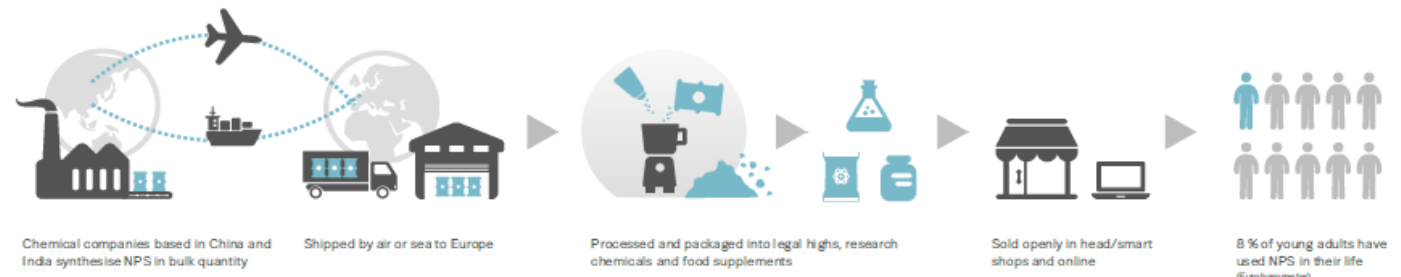 Chemical companies based in China and
India synthesise NPS in bulk quantity
Shipped by air or sea to Europe
Processed and packaged into legal highs, research
chemicals and food supplements
Sold openly in head/smart
shops and online
8 % of young adults have
used NPS in their life
(Eurobarometer)